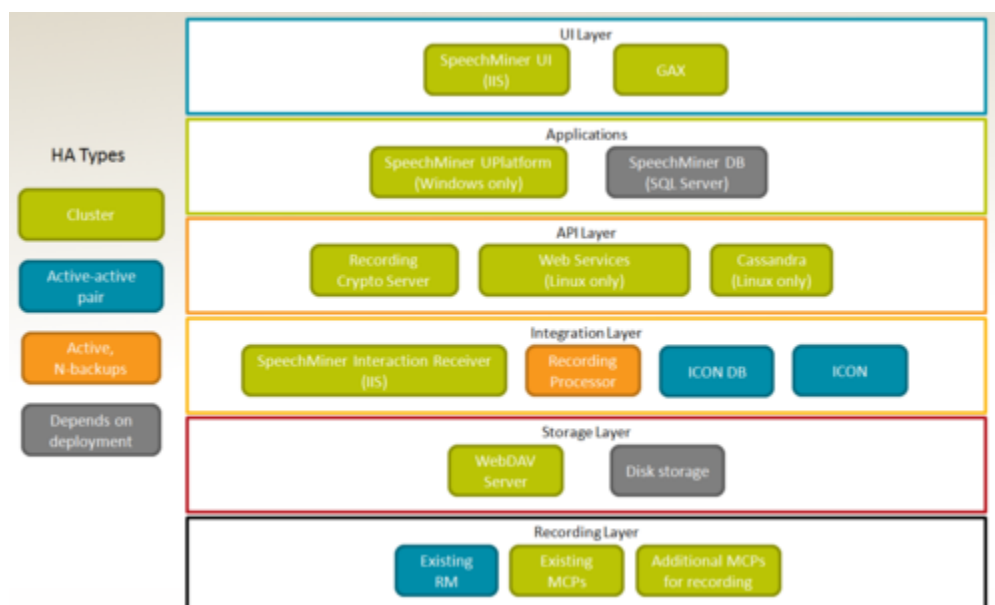 HA Types
Cluster
Active-active
pair
Active,
N-backups
Depends on
deployment
UI Layer
SpeechMiner UI
(IIS)
GAX
Applications
SpeechMiner UPlatform
(Windows only)
SpeechMiner DB
(SQL Server)
API Layer
Recording
Crypto Server
Web Services
(Linux only)
Cassandra
(Linux only)
Integration Layer
SpeechMiner Interaction Receiver
(IIS)
Recording
Processor
ICON DB
ICON
Storage Layer
WebDAV
Server
Disk storage
Recording Layer
Existing
RM
Existing
MCPs
Additional MCPs
for recording